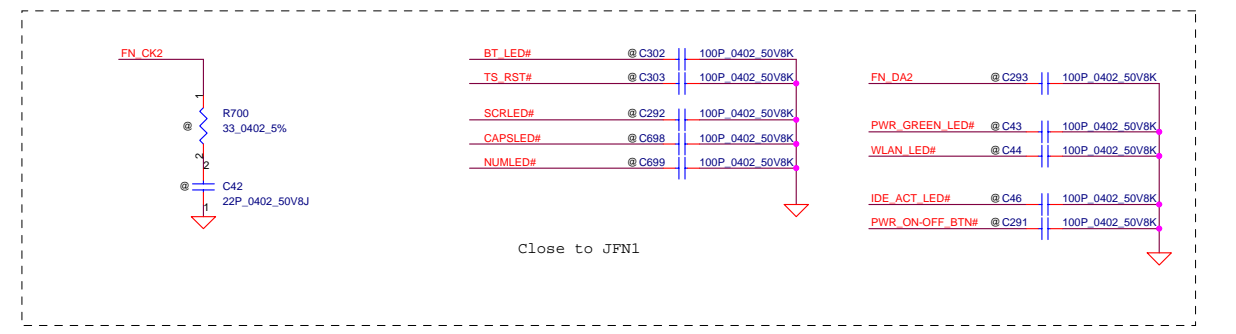 FN_CK2
1
R700
@
33_0402_5%
2
2
@
C42
1
22P_0402_50V8J
BT_LED# @ C302 100P_0402_50V8K
TS_RST# @ C303 100P_0402_50V8K
SCRLED# @ C292 100P_0402_50V8K
CAPSLED# @ C698 100P_0402_50V8K
NUMLED# @ C699 100P_0402_50V8K
FN_DA2 @ C293 100P_0402_50V8K
PWR_GREEN_LED# @ C43 100P_0402_50V8K
WLAN_LED# @ C44 100P_0402_50V8K
IDE_ACT_LED# @ C46 100P_0402_50V8K
PWR_ON-OFF_BTN# @ C291 100P_0402_50V8K
Close to JFN1